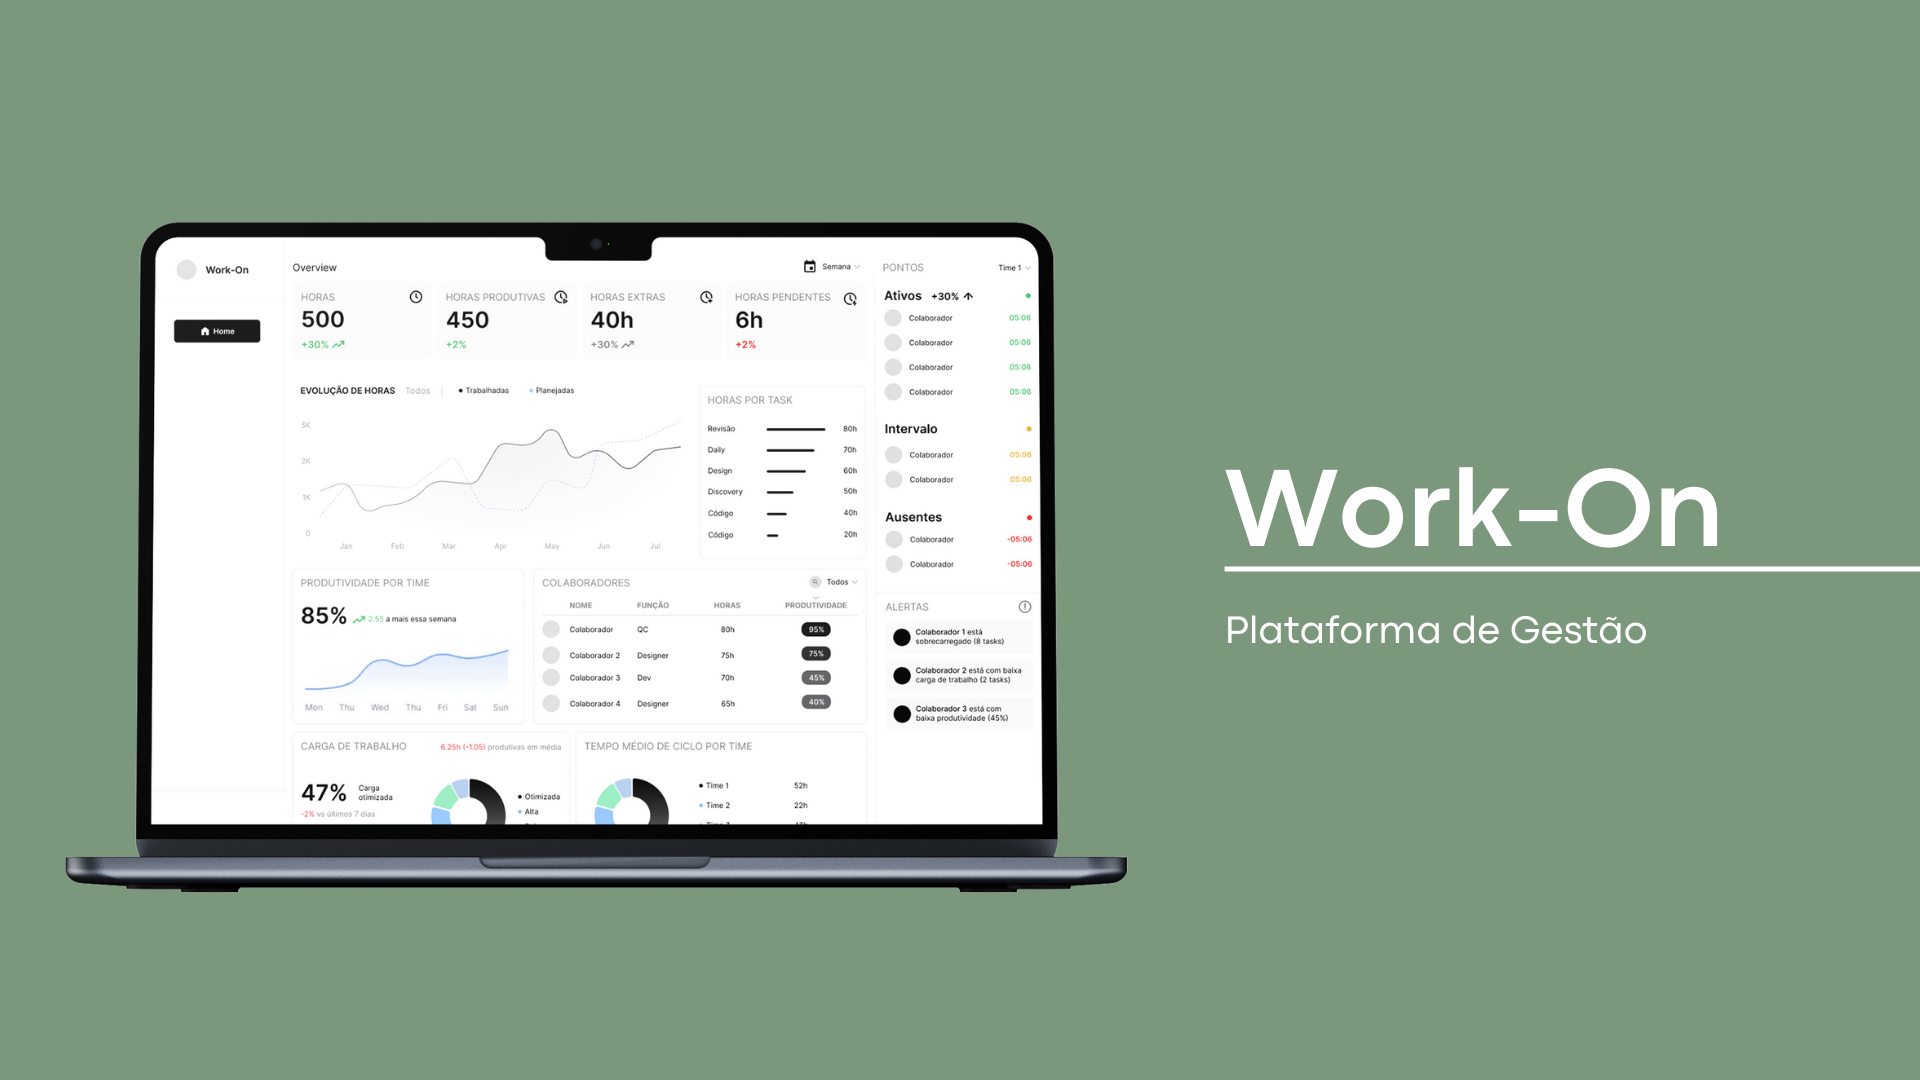 Work-On
Home
Overview
Semana
HORAS
500
+30%
HORAS PRODUTIVAS
450
+2%
HORAS EXTRAS
40h
+30%
HORAS PENDENTES
6h
+2%
EVOLUÇÃO DE HORAS Todos Trabalhadas Planejadas
3K
2K
1K
0
Jan Feb Mar Apr May Jun Jul
HORAS POR TASK
Revisão 80h
Daily 70h
Design 60h
Discovery 50h
Código 40h
Código 20h
PRODUTIVIDADE POR TIME
85% 2.55 a mais essa semana
Mon Thu Wed Thu Fri Sat Sun
COLABORADORES Todos
NOME FUNÇÃO HORAS PRODUTIVIDADE
Colaborador QC 80h 95%
Colaborador 2 Designer 75h 75%
Colaborador 3 Dev 70h 45%
Colaborador 4 Designer 65h 40%
CARGA DE TRABALHO 6.25h (-1.05) produtivas em média
47% Carga
otimizada
-2% vs últimos 7 dias
Otimizada
Alta
TEMPO MÉDIO DE CICLO POR TIME
Time 1 52h
Time 2 22h
PONTOS Time 1
Ativos +30%
Colaborador 05:06
Colaborador 05:06
Colaborador 05:06
Colaborador 05:06
Intervalo
Colaborador 05:06
Colaborador 05:06
Ausentes
Colaborador -05:06
Colaborador -05:06
ALERTAS
Colaborador 1 está
sobrecarregado (8 tasks)
Colaborador 2 está com baixa
carga de trabalho (2 tasks)
Colaborador 3 está com
baixa produtividade (45%)
Work-On
Plataforma de Gestão